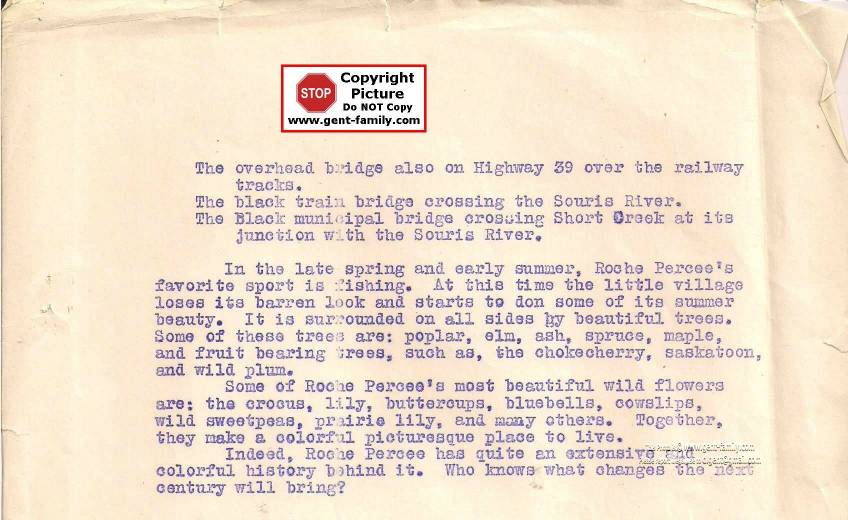 STOP
Copyright
Picture
Do NOT Copy
www.gent-family.com
The overhead bridge also on Highway 39 over the railway
tracks.
The black train bridge crossing the Souris River.
The Black municipal bridge crossing Short Creek at its
junction with the Souris River.
In the late spring and early summer, Roche Percee's
favorite sport is fishing. At this time the little village
loses its barren look and starts to don some of its summer
beauty. It is surrounded on all sides by beautiful trees.
Some of these trees are: poplar, elm, ash, spruce, maple,
and fruit bearing trees, such as, the chokecherry, saskatoon,
and wild plum.
Some of Roche Percee's most beautiful wild flowers
are: the crocus, lily, buttercups, bluebells, cowslips,
wild sweetpeas, prairie lily, and many others. Together,
they make a colorful picturesque place to live.
Indeed, Roche Percee has quite an extensive and
colorful history behind it. Who knows what changes the next
century will bring?